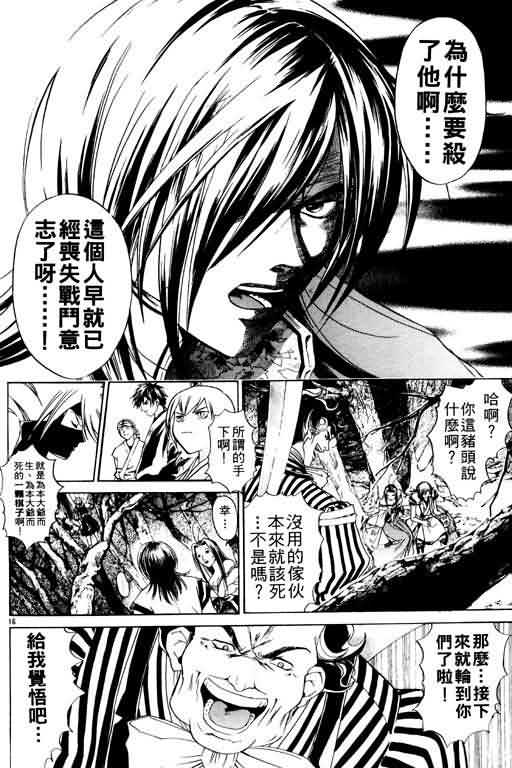 為什麼要殺
了他啊……
這個人早就已
經喪失戰鬥意
志了呀……！
哈啊？
你這豬頭說
什麼啊？
所謂的手
下啊！
就是為本大爺而
生、為本大爺而
死的一顆棋子啊！
沒用的傢伙
本來就該死
…不是嗎？
幸…
16
那麼…接下
來就輪到你
們了啦！
給我覺悟吧…